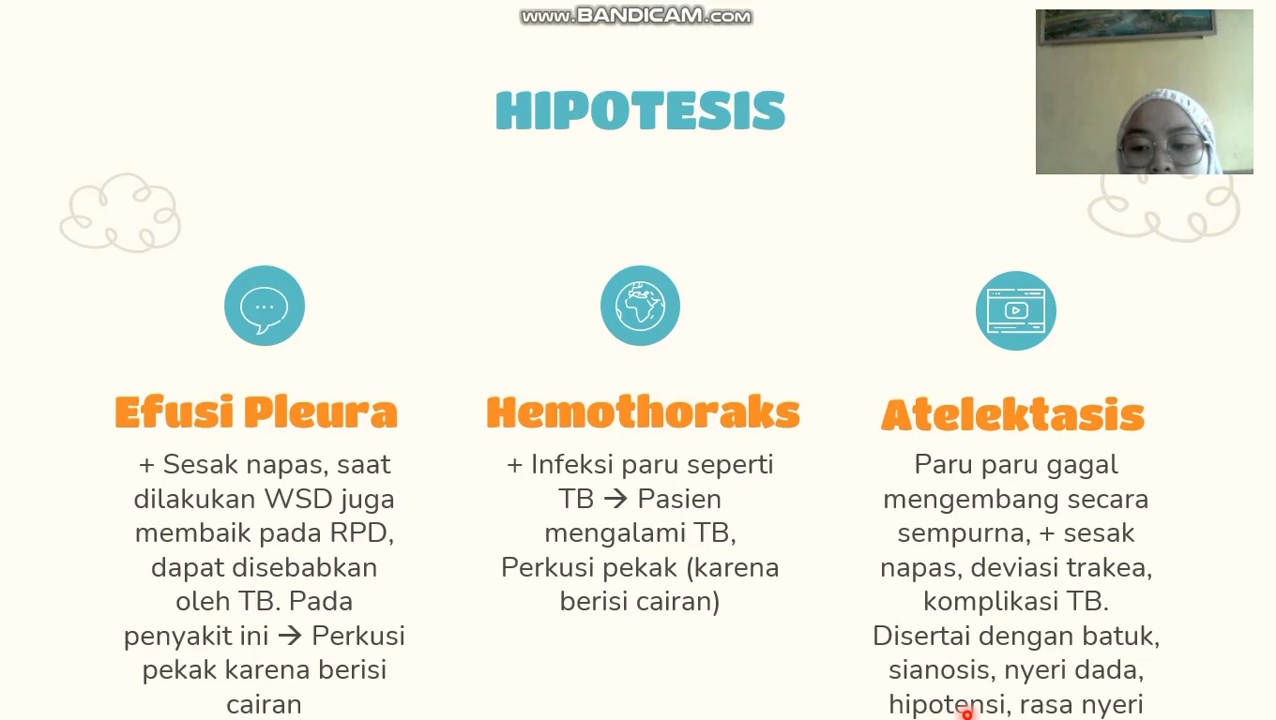 www.BANDICAM.com
HIPOTESIS
Efusi Pleura
+ Sesak napas, saat
dilakukan WSD juga
membaik pada RPD,
dapat disebabkan
oleh TB. Pada
penyakit ini → Perkusi
pekak karena berisi
cairan
Hemothoraks
+ Infeksi paru seperti
TB → Pasien
mengalami TB,
Perkusi pekak (karena
berisi cairan)
Atelektasis
Paru paru gagal
mengembang secara
sempurna, + sesak
napas, deviasi trakea,
komplikasi TB.
Disertai dengan batuk,
sianosis, nyeri dada,
hipotensi, rasa nyeri